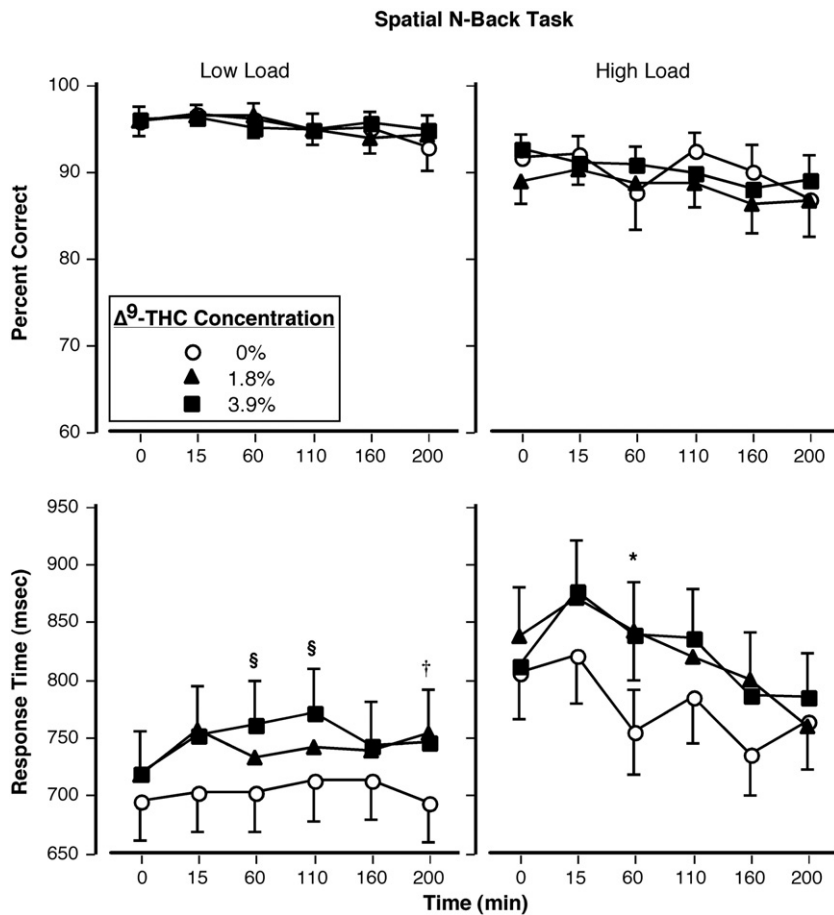 Spatial N-Back Task
Low Load
High Load
Percent Correct
100
90
80
70
60
Δ9-THC Concentration
0%
1.8%
3.9%
0 15 60 110 160 200
0 15 60 110 160 200
Response Time (msec)
950
900
850
800
750
700
650
§
§
†
*
0 15 60 110 160 200
0 15 60 110 160 200
Time (min)